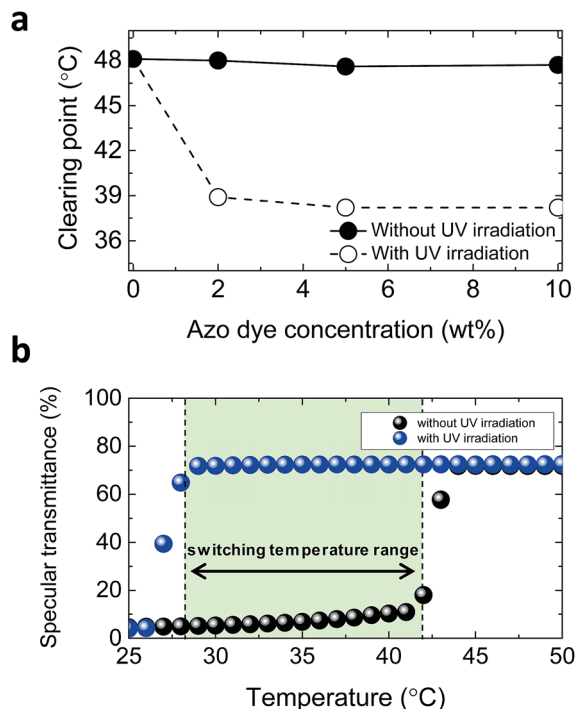 a
48
45
42
39
36
Without UV irradiation
With UV irradiation
0 2 4 6 8 10
Clearing point (°C)
Azo dye concentration (wt%)
b
100
80
60
40
20
0
without UV irradiation
with UV irradiation
switching temperature range
25 30 35 40 45 50
Specular transmittance (%)
Temperature (°C)